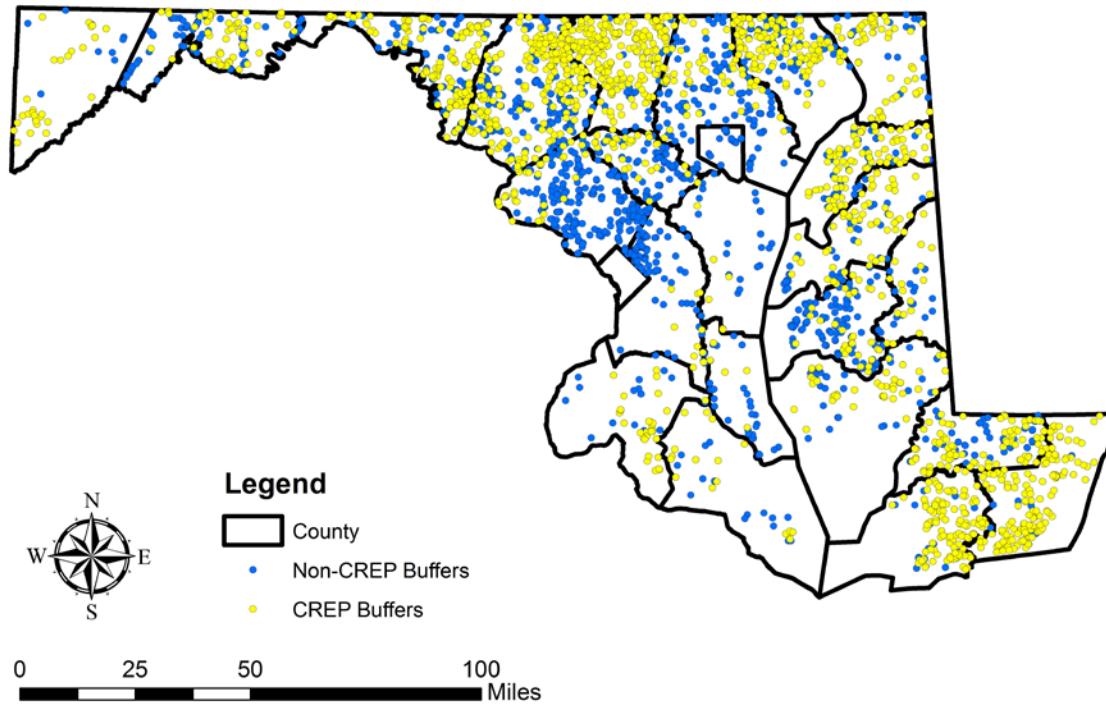 Legend
County
Non-CREP Buffers
CREP Buffers
N
W E
S
0 25 50 100
Miles